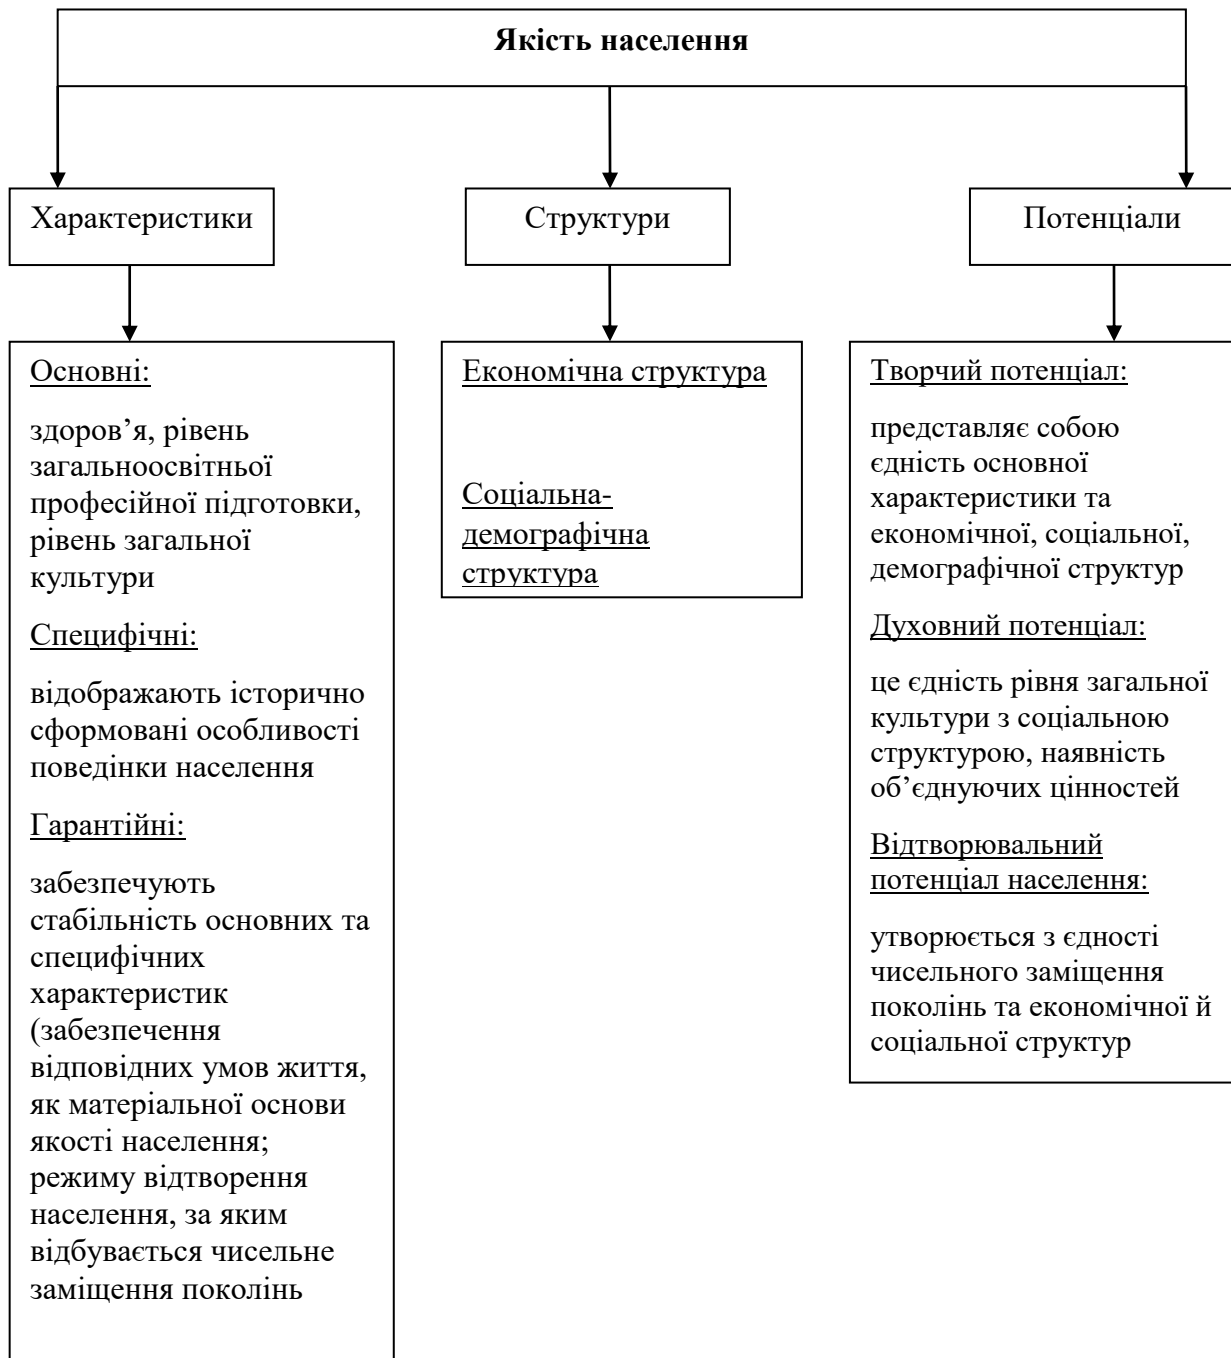 Якість населення
Характеристики
Структури
Потенціали
Основні:
здоров’я, рівень
загальноосвітньої
професійної підготовки,
рівень загальної
культури
Специфічні:
відображають історично
сформовані особливості
поведінки населення
Гарантійні:
забезпечують
стабільність основних та
специфічних
характеристик
(забезпечення
відповідних умов життя,
як матеріальної основи
якості населення;
режиму відтворення
населення, за яким
відбувається чисельне
заміщення поколінь
Економічна структура
Соціальна-
демографічна
структура
Творчий потенціал:
представляє собою
єдність основної
характеристики та
економічної, соціальної,
демографічної структур
Духовний потенціал:
це єдність рівня загальної
культури з соціальною
структурою, наявність
об’єднуючих цінностей
Відтворювальний
потенціал населення:
утворюється з єдності
чисельного заміщення
поколінь та економічної й
соціальної структур